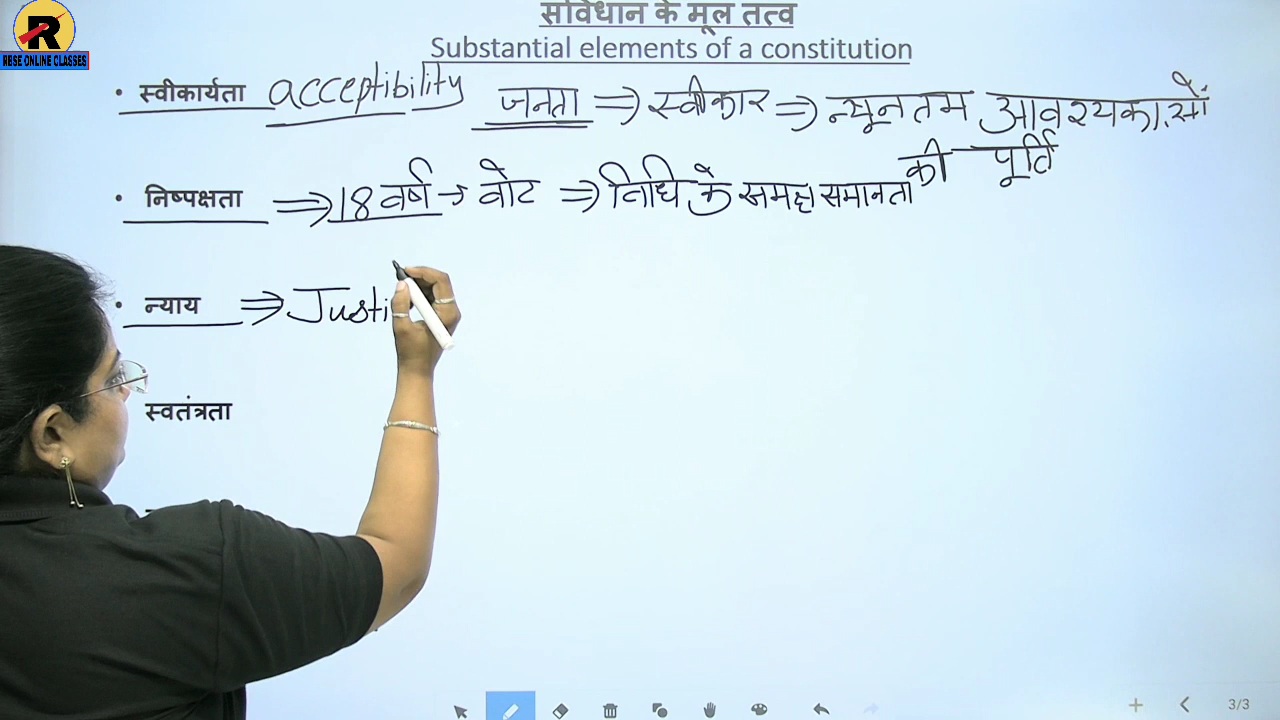 R
RBSE ONLINE CLASSES
संविधान के मूल तत्व
Substantial elements of a constitution
• स्वीकार्यता acceptibility जनता ⇒ स्वीकार ⇒ न्यूनतम आवश्यकाओं
की पूर्ति
• निष्पक्षता ⇒ 18 वर्ष → वोट ⇒ विधि के समक्ष समानता
• न्याय ⇒ Justi
स्वतंत्रता
3/3